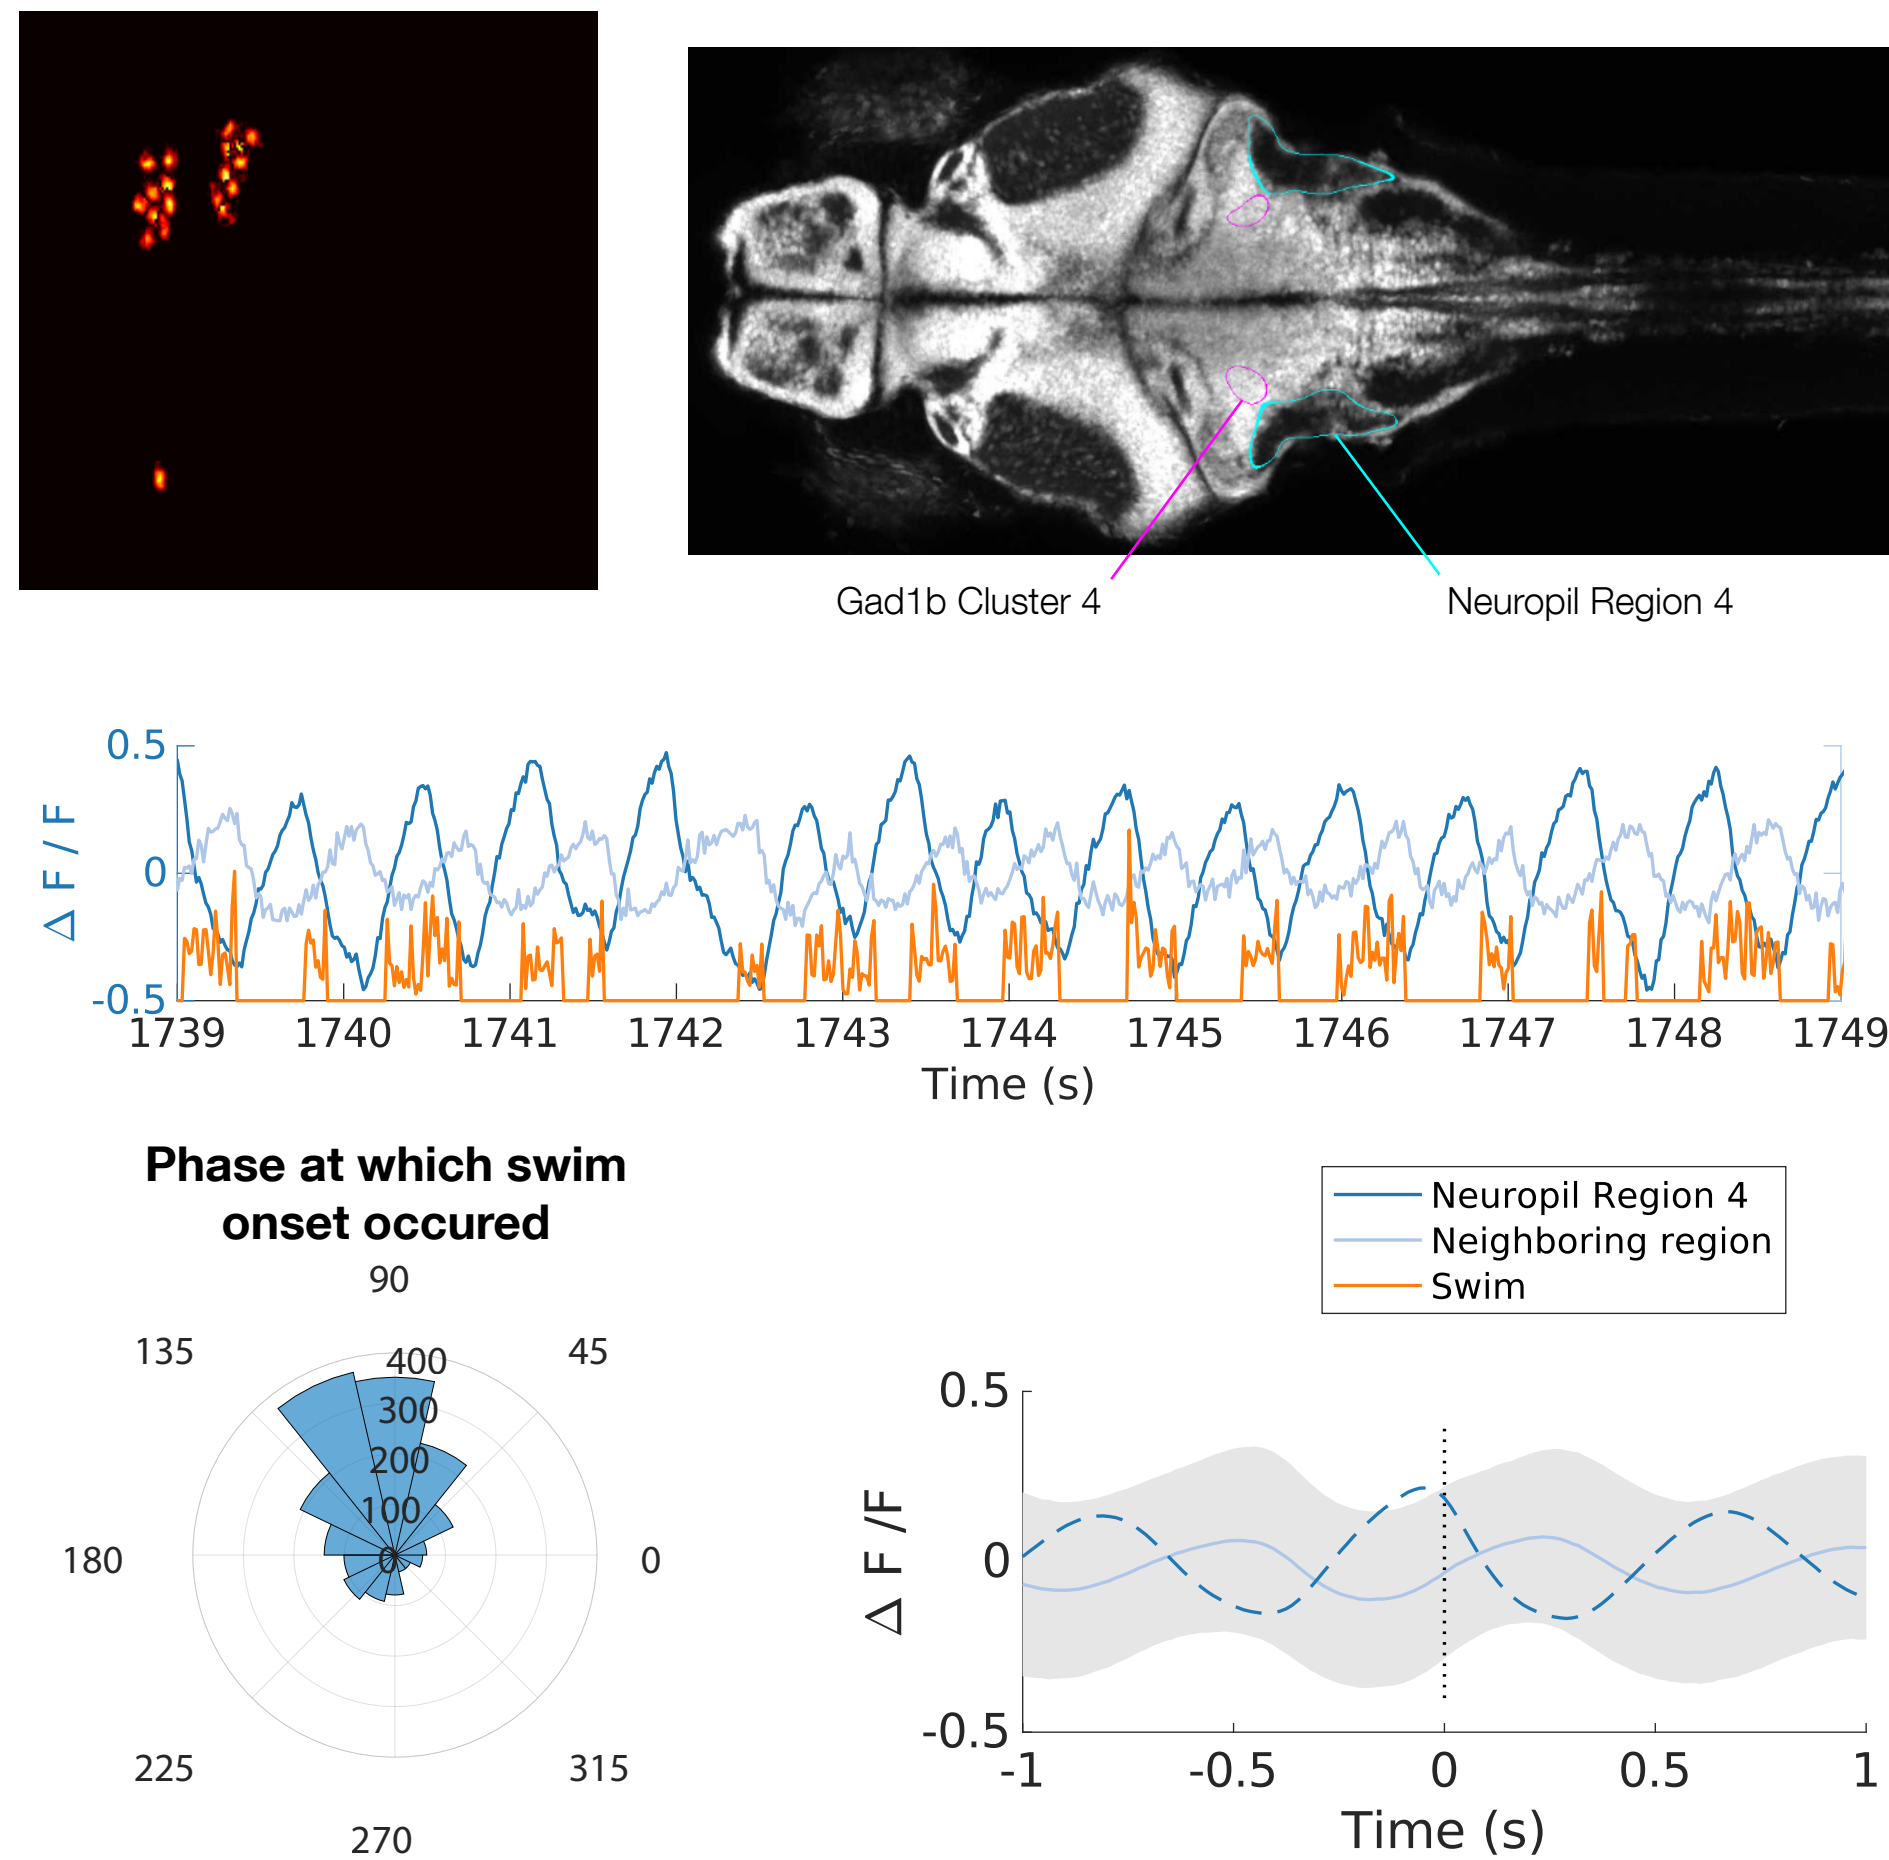 Gad1b Cluster 4
Neuropil Region 4
0.5
0
-0.5
Δ F / F
1739 1740 1741 1742 1743 1744 1745 1746 1747 1748 1749
Time (s)
Phase at which swim
onset occured
90
135
45
400
300
200
100
180
0
0
225
315
270
Neuropil Region 4
Neighboring region
Swim
0.5
0
-0.5
Δ F /F
-1 -0.5 0 0.5 1
Time (s)